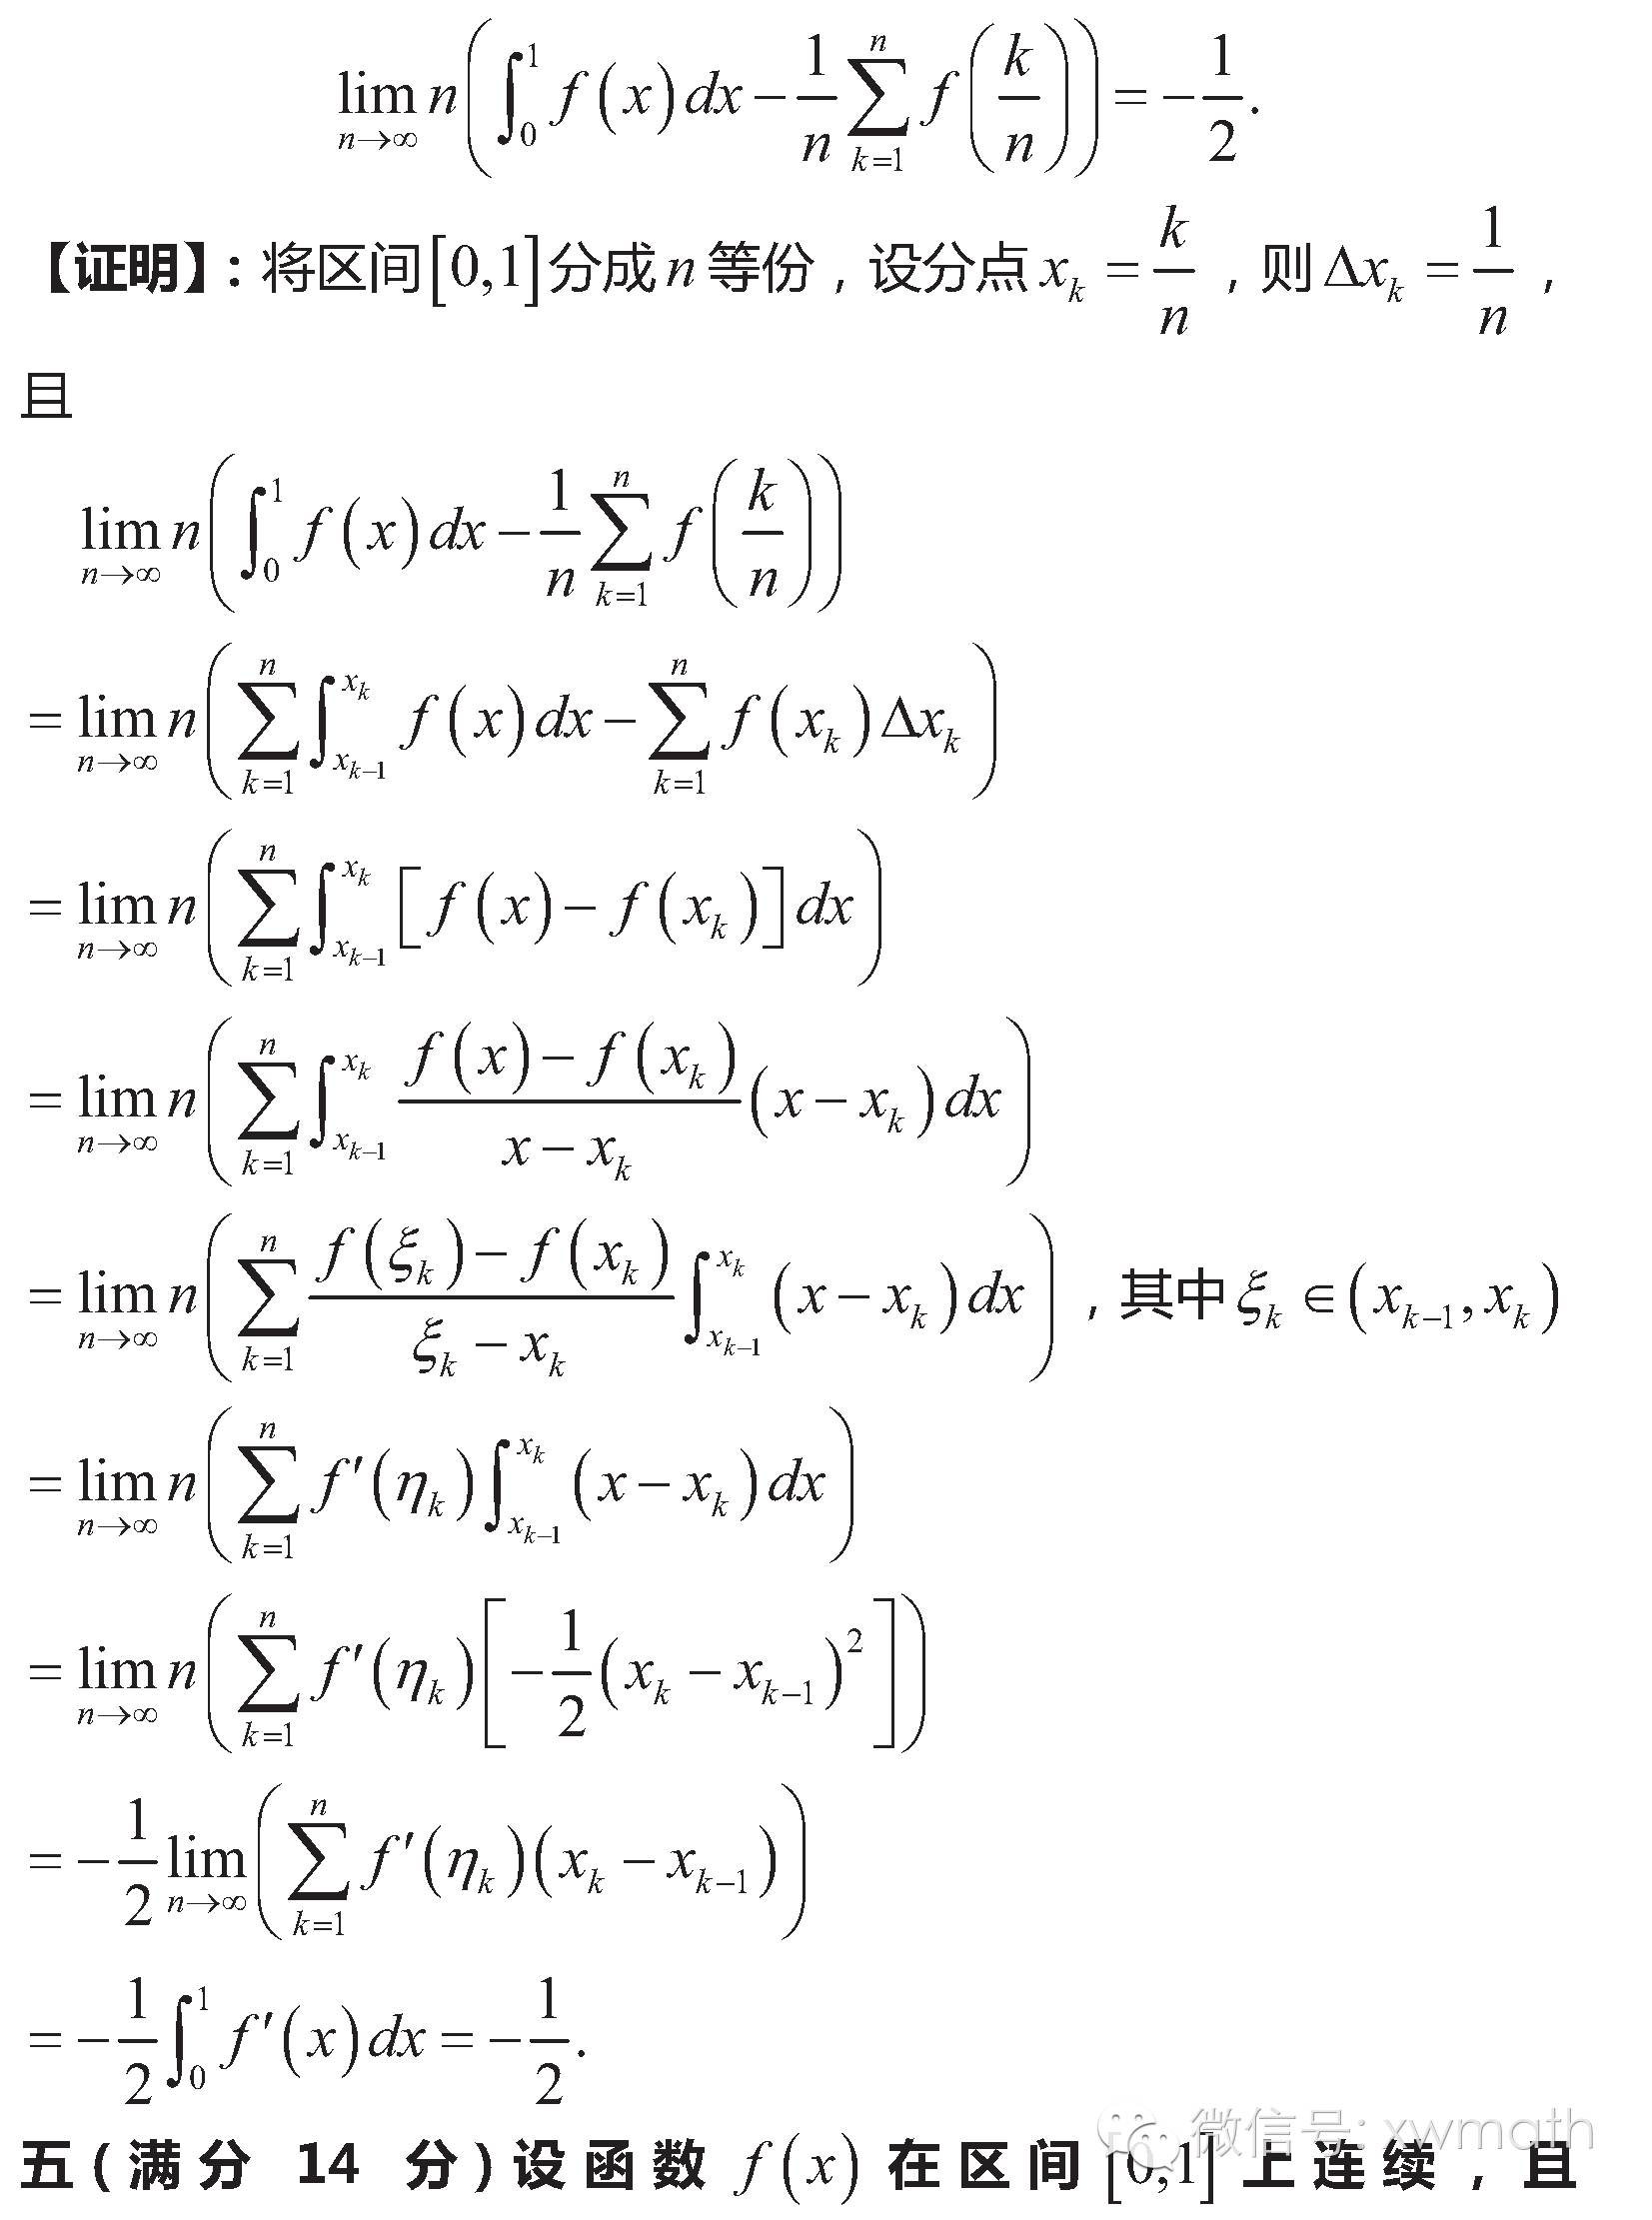 $$\lim_{n\to\infty} n\left(\int_0^1 f(x)dx - \frac{1}{n}\sum_{k=1}^{n} f\left(\frac{k}{n}\right)\right) = -\frac{1}{2}.$$
【证明】：将区间$[0,1]$分成$n$等份，设分点$x_k = \frac{k}{n}$，则$\Delta x_k = \frac{1}{n}$，
且
$$\lim_{n\to\infty} n\left(\int_0^1 f(x)dx - \frac{1}{n}\sum_{k=1}^{n} f\left(\frac{k}{n}\right)\right)$$
$$= \lim_{n\to\infty} n\left(\sum_{k=1}^{n}\int_{x_{k-1}}^{x_k} f(x)dx - \sum_{k=1}^{n} f(x_k)\Delta x_k\right)$$
$$= \lim_{n\to\infty} n\left(\sum_{k=1}^{n}\int_{x_{k-1}}^{x_k} [f(x) - f(x_k)]dx\right)$$
$$= \lim_{n\to\infty} n\left(\sum_{k=1}^{n}\int_{x_{k-1}}^{x_k} \frac{f(x) - f(x_k)}{x - x_k}(x - x_k)dx\right)$$
$$= \lim_{n\to\infty} n\left(\sum_{k=1}^{n}\frac{f(\xi_k) - f(x_k)}{\xi_k - x_k}\int_{x_{k-1}}^{x_k}(x - x_k)dx\right)，其中\xi_k \in (x_{k-1}, x_k)$$
$$= \lim_{n\to\infty} n\left(\sum_{k=1}^{n} f'(\eta_k)\int_{x_{k-1}}^{x_k}(x - x_k)dx\right)$$
$$= \lim_{n\to\infty} n\left(\sum_{k=1}^{n} f'(\eta_k)\left[-\frac{1}{2}(x_k - x_{k-1})^2\right]\right)$$
$$= -\frac{1}{2}\lim_{n\to\infty}\left(\sum_{k=1}^{n} f'(\eta_k)(x_k - x_{k-1})\right)$$
$$= -\frac{1}{2}\int_0^1 f'(x)dx = -\frac{1}{2}.$$
微信号: xwmath
五(满分 14 分)设函数 $f(x)$ 在区间 $[0,1]$ 上连续，且